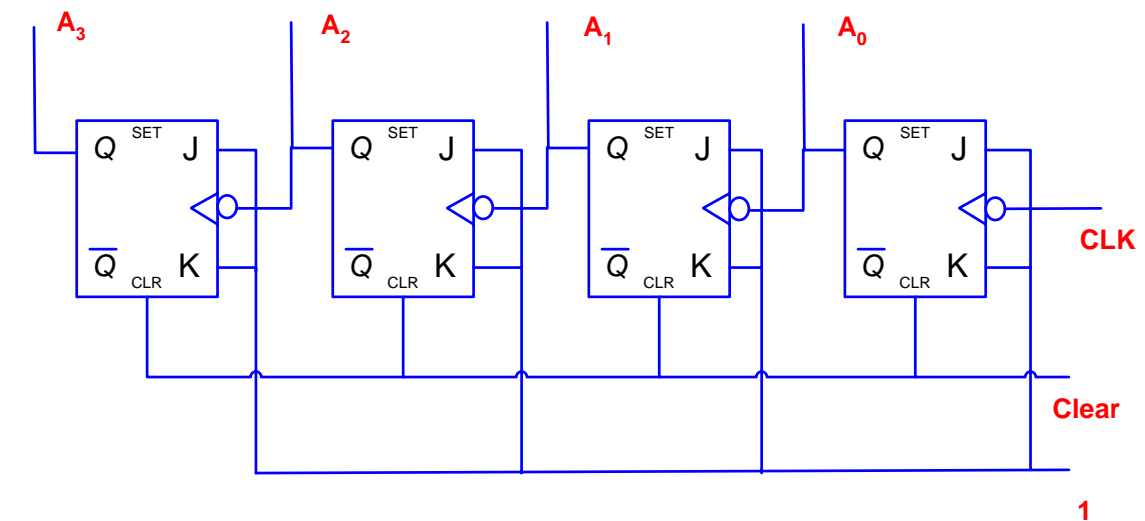 A₃ A₂ A₁ A₀
SET SET SET SET
Q J Q J Q J Q J
CLK
Q̅ K Q̅ K Q̅ K Q̅ K
CLR CLR CLR CLR
Clear
1